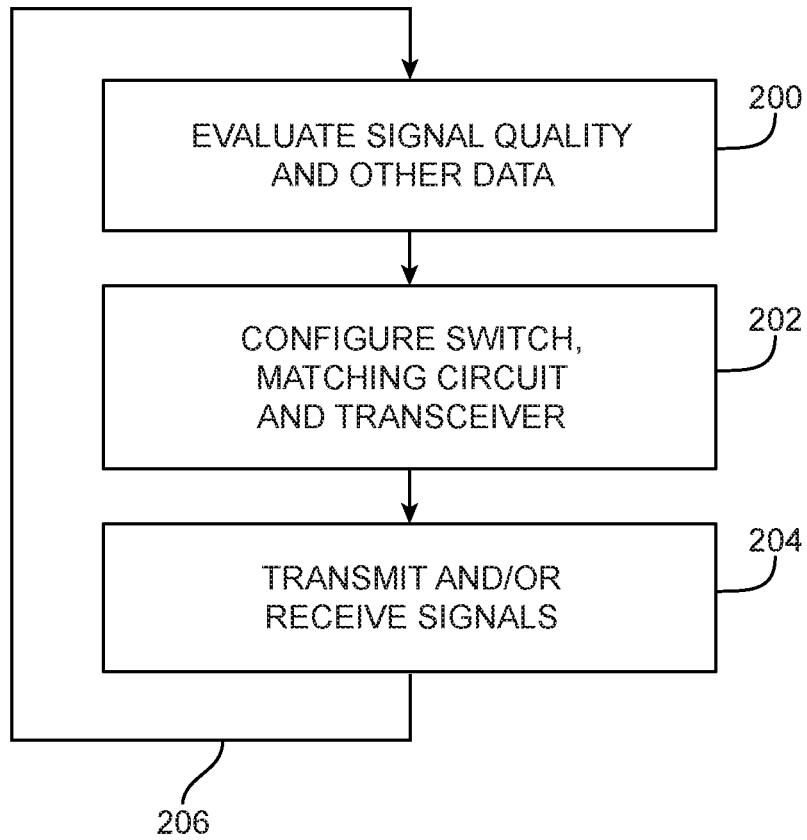 200
EVALUATE SIGNAL QUALITY
AND OTHER DATA
202
CONFIGURE SWITCH,
MATCHING CIRCUIT
AND TRANSCEIVER
204
TRANSMIT AND/OR
RECEIVE SIGNALS
206